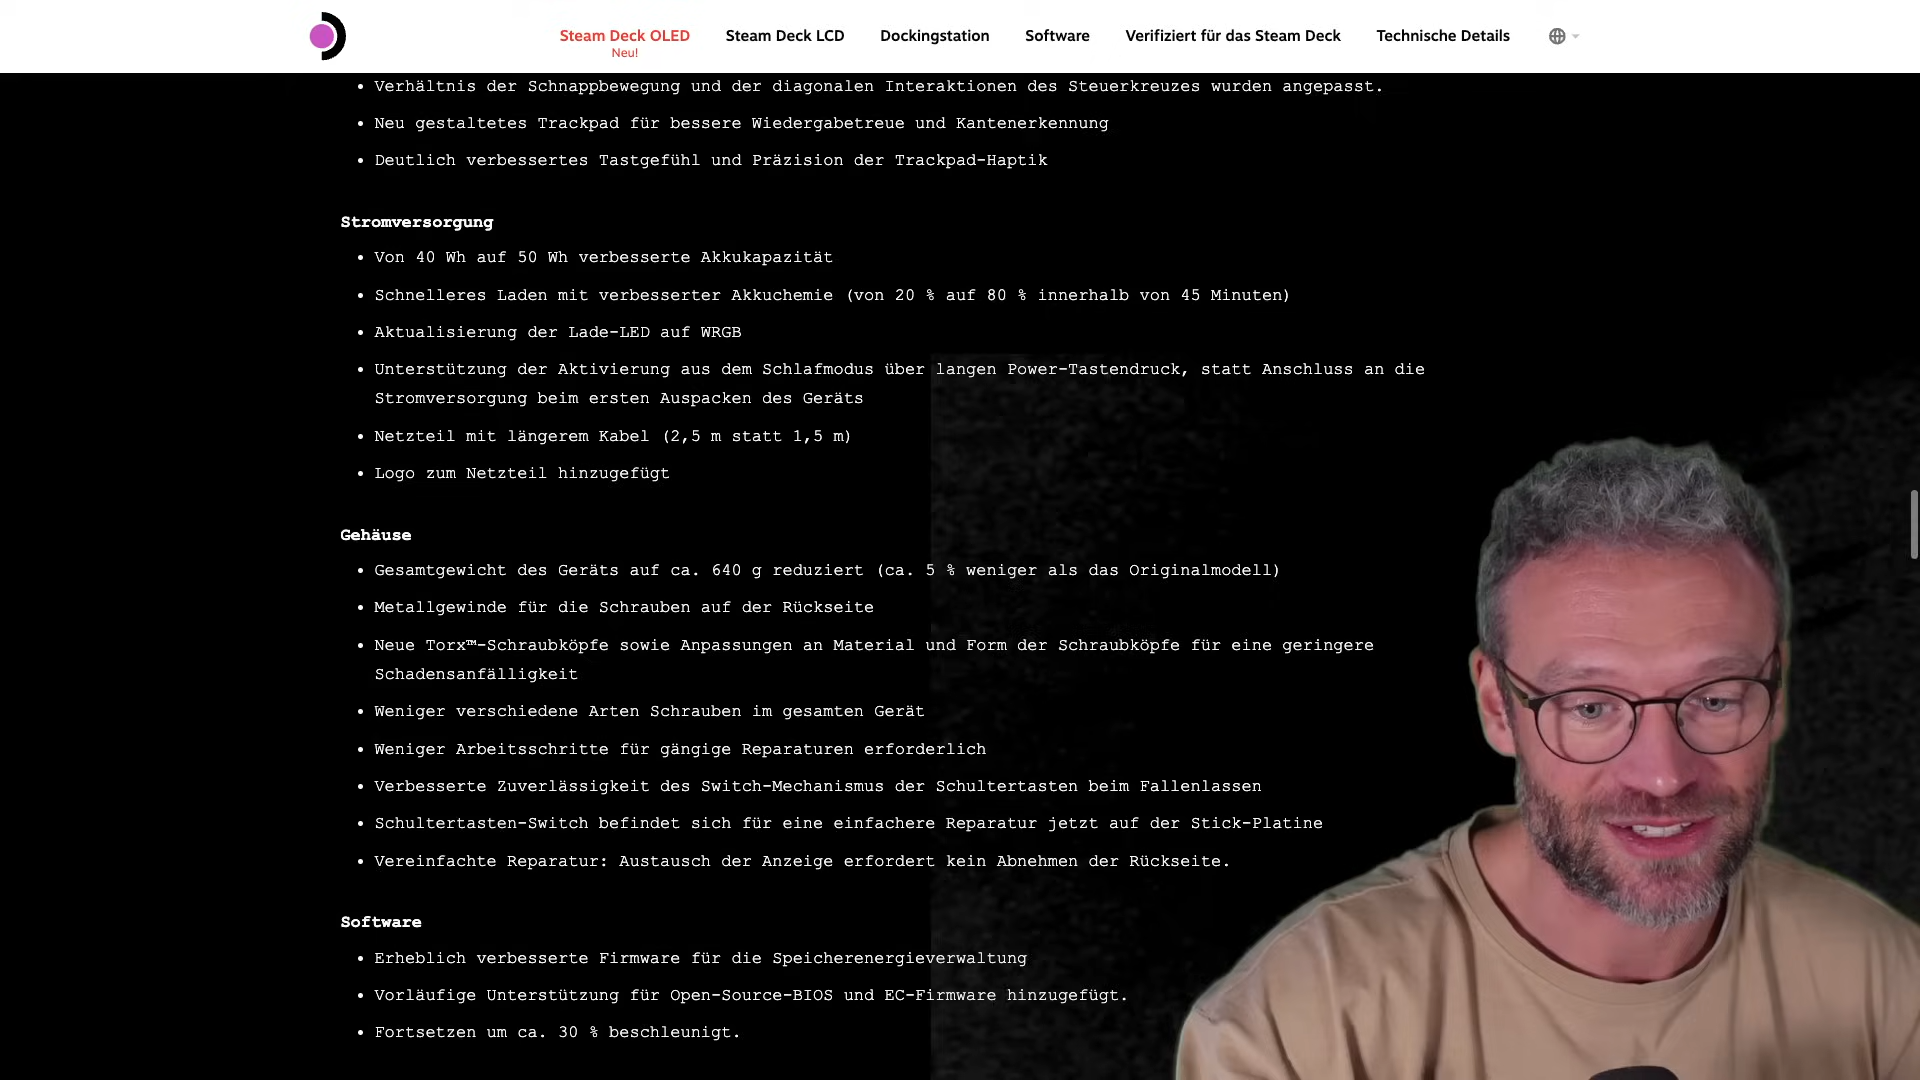 Steam Deck OLED
Neu!
Steam Deck LCD
Dockingstation
Software
Verifiziert für das Steam Deck
Technische Details
• Verhältnis der Schnappbewegung und der diagonalen Interaktionen des Steuerkreuzes wurden angepasst.
• Neu gestaltetes Trackpad für bessere Wiedergabetreue und Kantenerkennung
• Deutlich verbessertes Tastgefühl und Präzision der Trackpad-Haptik
Stromversorgung
• Von 40 Wh auf 50 Wh verbesserte Akkukapazität
• Schnelleres Laden mit verbesserter Akkuchemie (von 20 % auf 80 % innerhalb von 45 Minuten)
• Aktualisierung der Lade-LED auf WRGB
• Unterstützung der Aktivierung aus dem Schlafmodus über langen Power-Tastendruck, statt Anschluss an die
Stromversorgung beim ersten Auspacken des Geräts
• Netzteil mit längerem Kabel (2,5 m statt 1,5 m)
• Logo zum Netzteil hinzugefügt
Gehäuse
• Gesamtgewicht des Geräts auf ca. 640 g reduziert (ca. 5 % weniger als das Originalmodell)
• Metallgewinde für die Schrauben auf der Rückseite
• Neue Torx™-Schraubköpfe sowie Anpassungen an Material und Form der Schraubköpfe für eine geringere
Schadensanfälligkeit
• Weniger verschiedene Arten Schrauben im gesamten Gerät
• Weniger Arbeitsschritte für gängige Reparaturen erforderlich
• Verbesserte Zuverlässigkeit des Switch-Mechanismus der Schultertasten beim Fallenlassen
• Schultertasten-Switch befindet sich für eine einfachere Reparatur jetzt auf der Stick-Platine
• Vereinfachte Reparatur: Austausch der Anzeige erfordert kein Abnehmen der Rückseite.
Software
• Erheblich verbesserte Firmware für die Speicherenergieverwaltung
• Vorläufige Unterstützung für Open-Source-BIOS und EC-Firmware hinzugefügt.
• Fortsetzen um ca. 30 % beschleunigt.